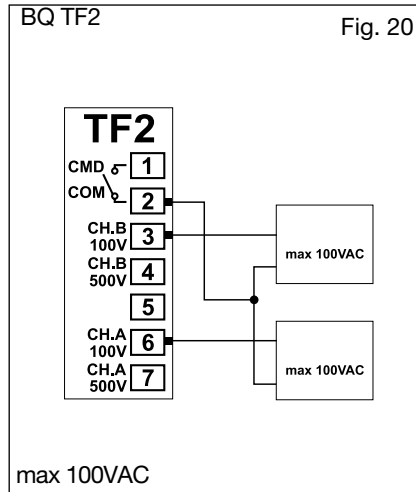 BQ TF2
Fig. 20
TF2
CMD
1
COM
2
CH.B
100V
3
CH.B
500V
4
5
CH.A
100V
6
CH.A
500V
7
max 100VAC
max 100VAC
max 100VAC